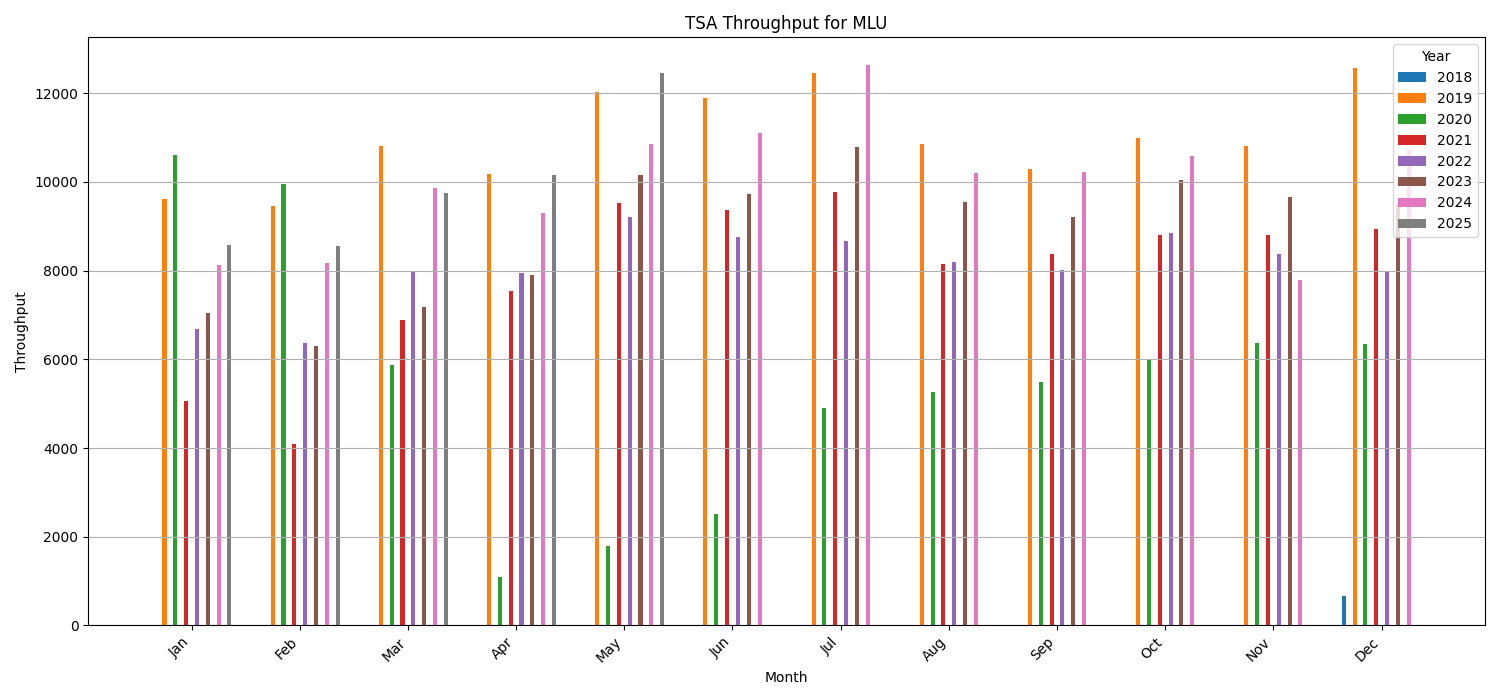 TSA Throughput for MLU
Throughput
12000
10000
8000
6000
4000
2000
0
Jan
Feb
Mar
Apr
May
Jun
Jul
Aug
Sep
Oct
Nov
Dec
Month
Year
2018
2019
2020
2021
2022
2023
2024
2025